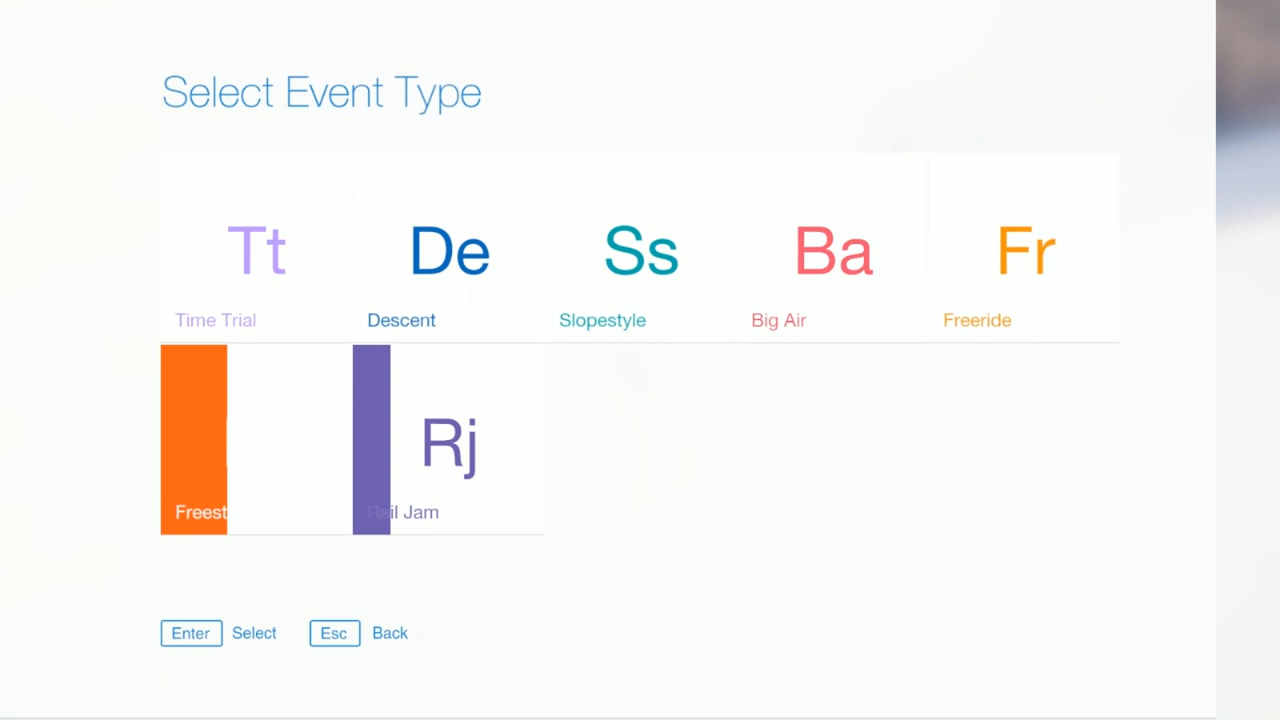 Select Event Type
Tt De Ss Ba Fr
Time Trial Descent Slopestyle Big Air Freeride
Rj
Freest Rail Jam
Enter Select Esc Back